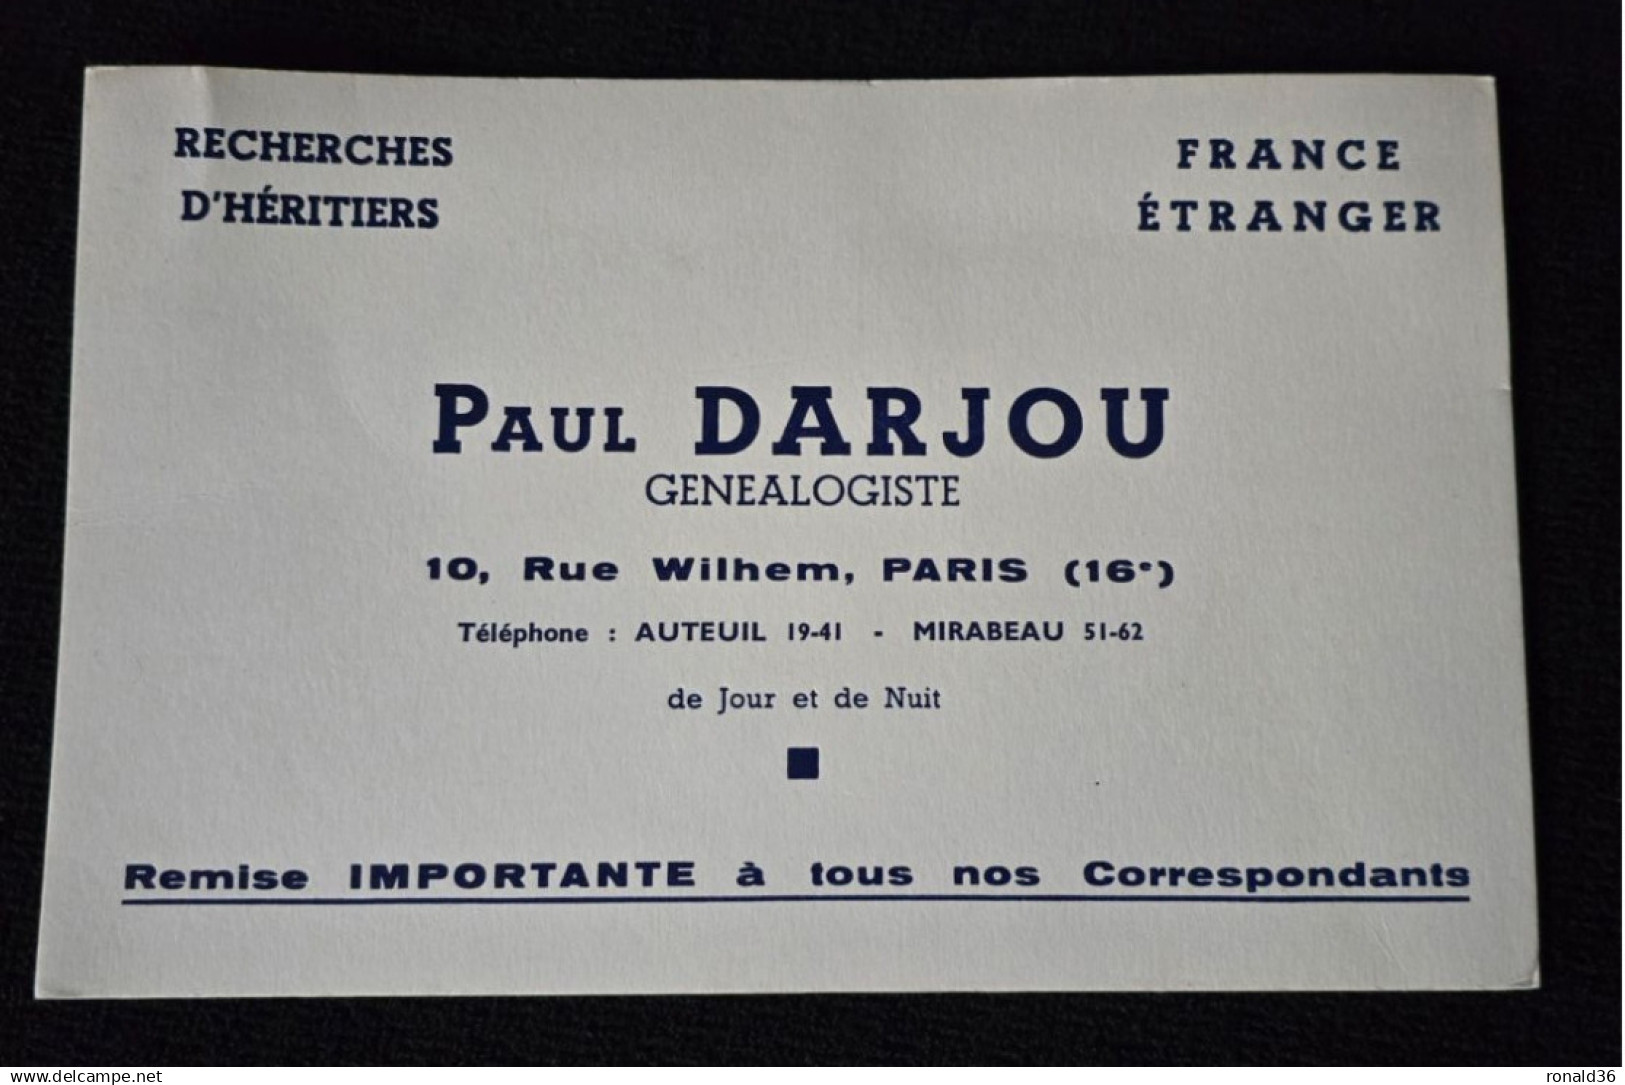 RECHERCHES
D'HÉRITIERS
FRANCE
ÉTRANGER
PAUL DARJOU
GENEALOGISTE
10, Rue Wilhem, PARIS (16e)
Téléphone : AUTEUIL 19-41 - MIRABEAU 51-62
de Jour et de Nuit
Remise IMPORTANTE à tous nos Correspondants
www.delcampe.net
ronald36